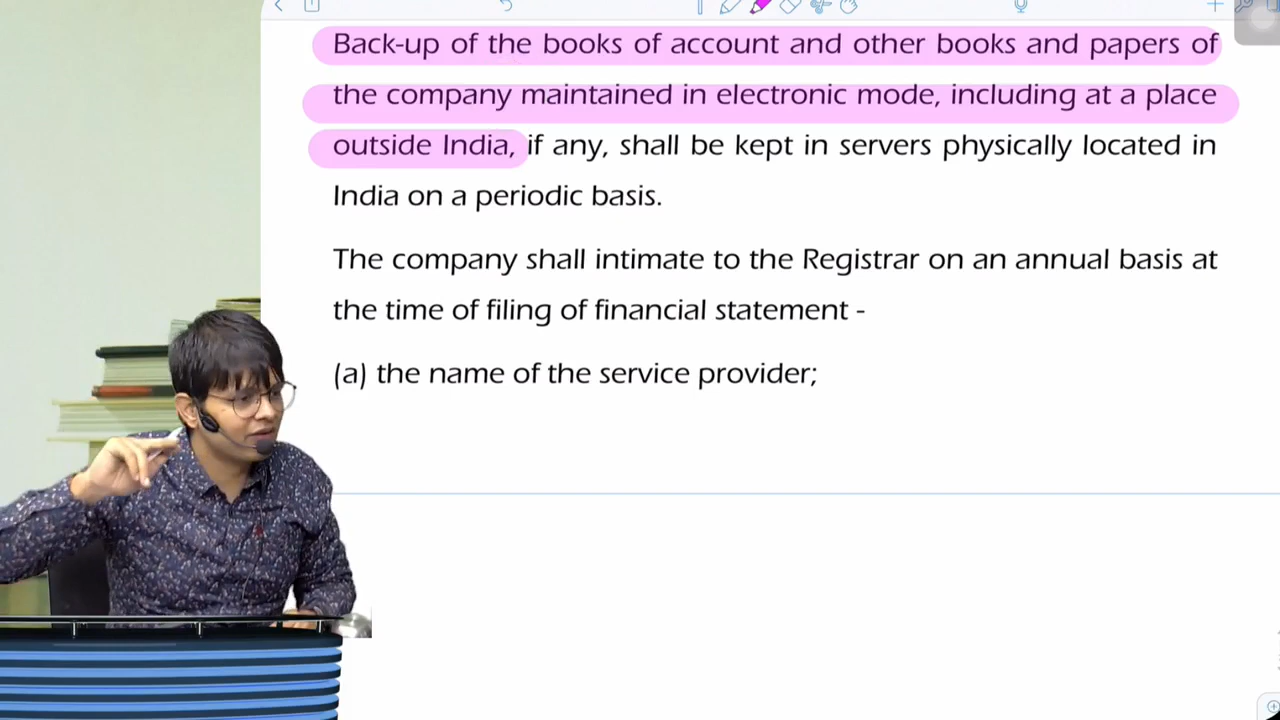 Back-up of the books of account and other books and papers of
the company maintained in electronic mode, including at a place
outside India, if any, shall be kept in servers physically located in
India on a periodic basis.
The company shall intimate to the Registrar on an annual basis at
the time of filing of financial statement -
(a) the name of the service provider;